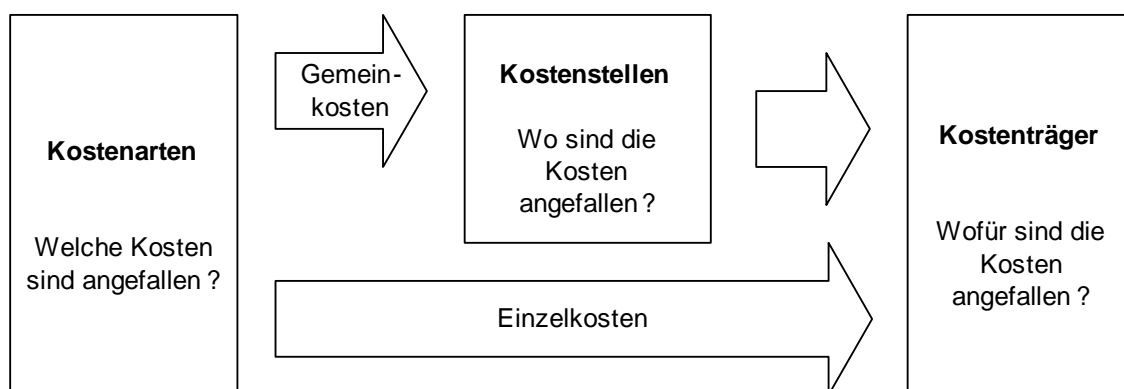 Kostenarten
Welche Kosten
sind angefallen ?
Gemein-
kosten
Kostenstellen
Wo sind die
Kosten
angefallen ?
Einzelkosten
Kostenträger
Wofür sind die
Kosten
angefallen ?